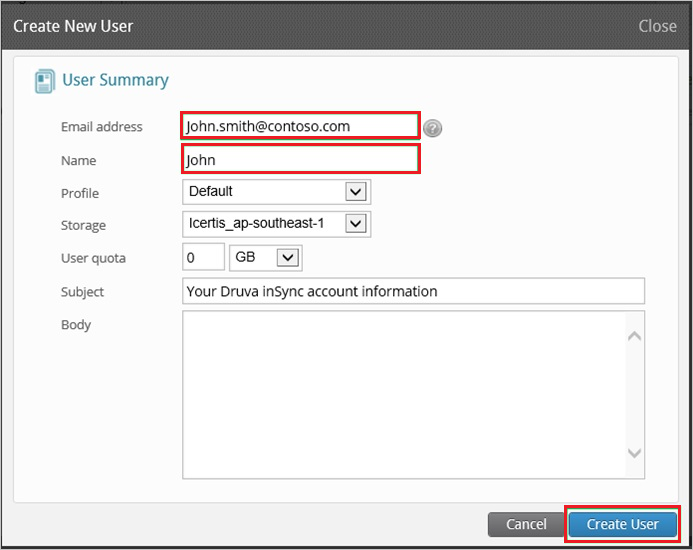 Create New User Close
User Summary
Email address John.smith@contoso.com ?
Name John
Profile Default
Storage Icertis_ap-southeast-1
User quota 0 GB
Subject Your Druva inSync account information
Body
Cancel Create User